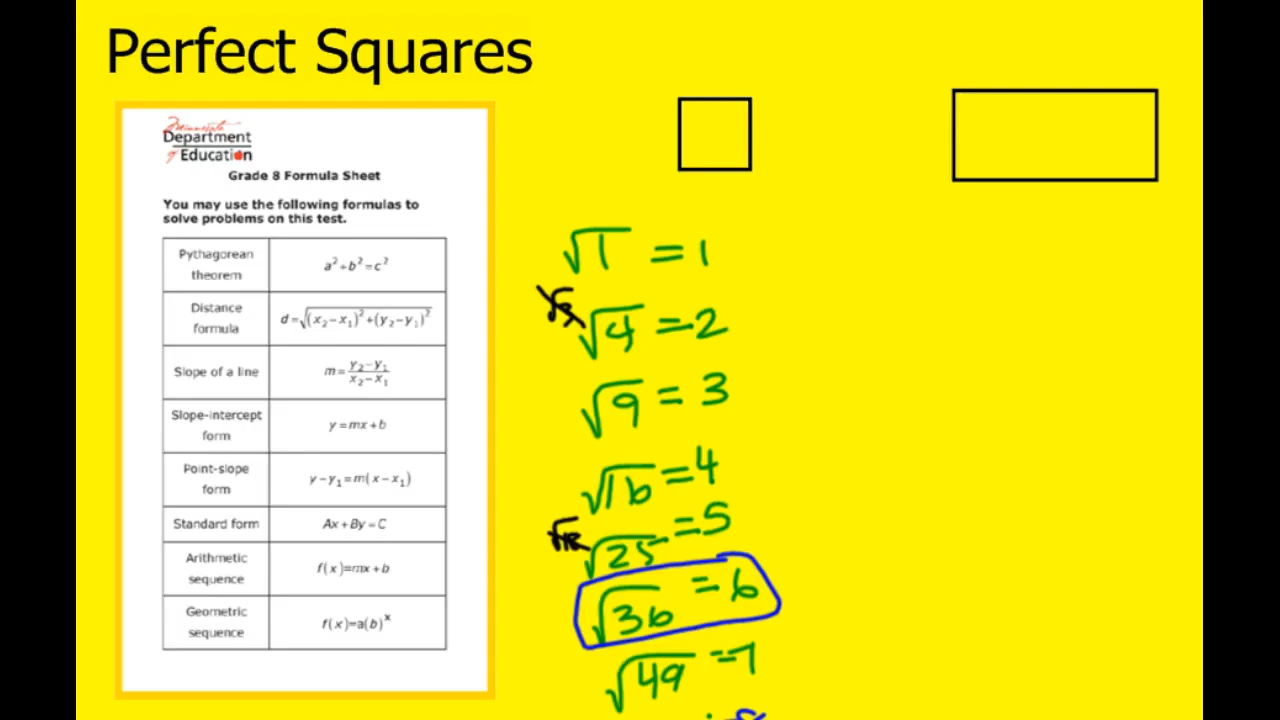 Perfect Squares
Minnesota
Department
of Education
Grade 8 Formula Sheet
You may use the following formulas to
solve problems on this test.
Pythagorean
theorem
a² + b² = c²
Distance
formula
d = √(x₂ – x₁)² + (y₂ – y₁)²
Slope of a line
m = y₂ – y₁ / x₂ – x₁
Slope-intercept
form
y = mx + b
Point-slope
form
y – y₁ = m(x – x₁)
Standard form
Ax + By = C
Arithmetic
sequence
f(x)=mx + b
Geometric
sequence
f(x)=a(b)ˣ
√1 = 1
√4 = 2
√9 = 3
√16 = 4
√25 = 5
√36 = 6
√49 = 7